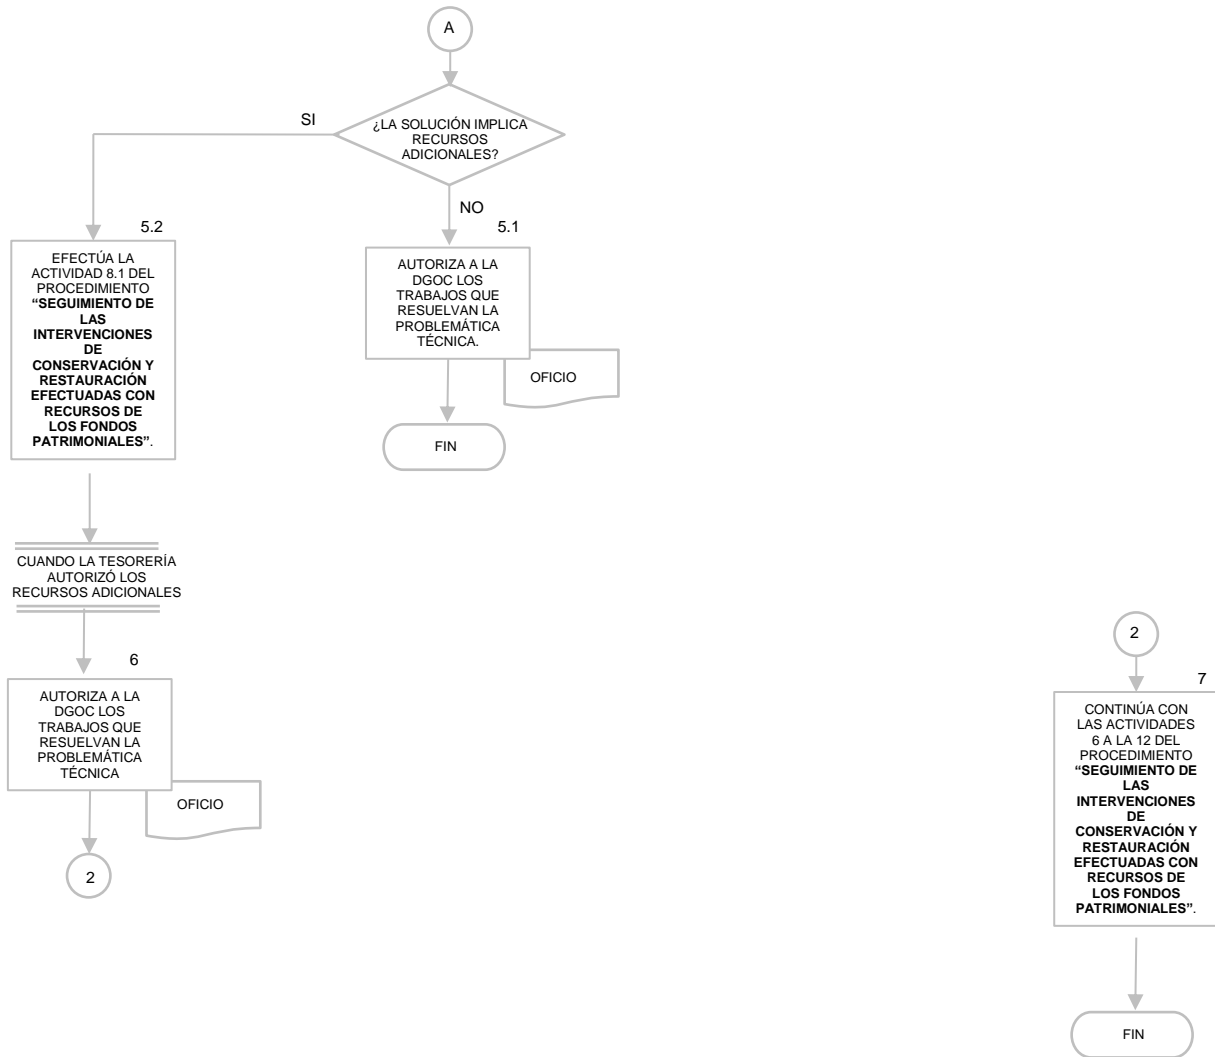 A
¿LA SOLUCIÓN IMPLICA
RECURSOS
ADICIONALES?
SI
NO
5.2
EFECTÚA LA
ACTIVIDAD 8.1 DEL
PROCEDIMIENTO
“SEGUIMIENTO DE
LAS
INTERVENCIONES
DE
CONSERVACIÓN Y
RESTAURACIÓN
EFECTUADAS CON
RECURSOS DE
LOS FONDOS
PATRIMONIALES”.
5.1
AUTORIZA A LA
DGOC LOS
TRABAJOS QUE
RESUELVAN LA
PROBLEMÁTICA
TÉCNICA.
OFICIO
FIN
CUANDO LA TESORERÍA
AUTORIZÓ LOS
RECURSOS ADICIONALES
6
AUTORIZA A LA
DGOC LOS
TRABAJOS QUE
RESUELVAN LA
PROBLEMÁTICA
TÉCNICA
OFICIO
2
2
7
CONTINÚA CON
LAS ACTIVIDADES
6 A LA 12 DEL
PROCEDIMIENTO
“SEGUIMIENTO DE
LAS
INTERVENCIONES
DE
CONSERVACIÓN Y
RESTAURACIÓN
EFECTUADAS CON
RECURSOS DE
LOS FONDOS
PATRIMONIALES”.
FIN